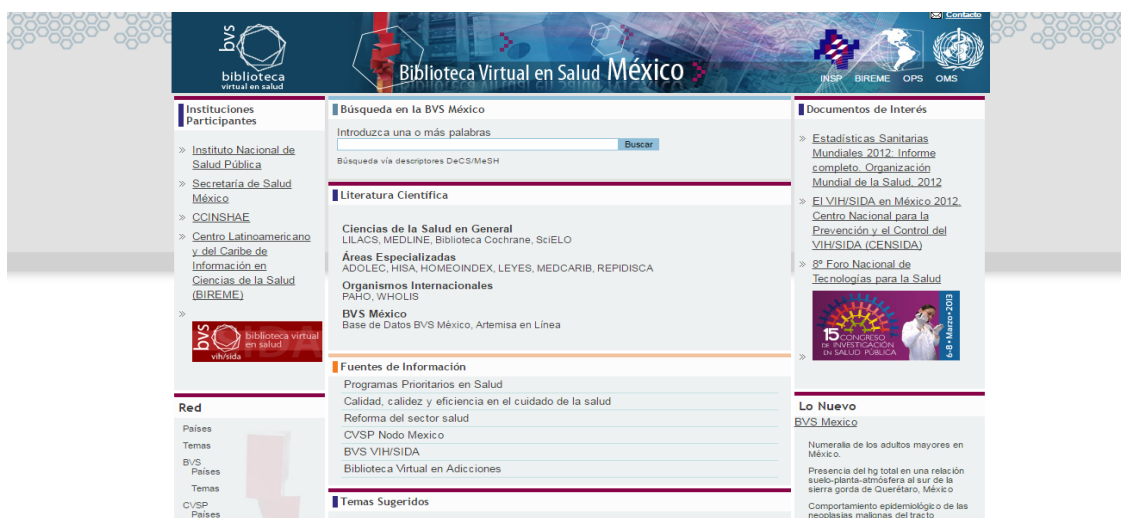 Contacto
bvs
biblioteca
virtual en salud
Biblioteca Virtual en Salud México
INSP BIREME OPS OMS
Instituciones
Participantes
» Instituto Nacional de
Salud Pública
» Secretaría de Salud
México
» CCINSHAE
» Centro Latinoamericano
y del Caribe de
Información en
Ciencias de la Salud
(BIREME)
»
bvs
biblioteca virtual
en salud
vih/sida
Red
Países
Temas
BVS
Países
Temas
CVSP
Países
Búsqueda en la BVS México
Introduzca una o más palabras
Buscar
Búsqueda vía descriptores DeCS/MeSH
Literatura Científica
Ciencias de la Salud en General
LILACS, MEDLINE, Biblioteca Cochrane, SciELO
Áreas Especializadas
ADOLEC, HISA, HOMEOINDEX, LEYES, MEDCARIB, REPIDISCA
Organismos Internacionales
PAHO, WHOLIS
BVS México
Base de Datos BVS México, Artemisa en Línea
Fuentes de Información
Programas Prioritarios en Salud
Calidad, calidez y eficiencia en el cuidado de la salud
Reforma del sector salud
CVSP Nodo Mexico
BVS VIH/SIDA
Biblioteca Virtual en Adicciones
Temas Sugeridos
Documentos de Interés
» Estadísticas Sanitarias
Mundiales 2012: Informe
completo. Organización
Mundial de la Salud, 2012
» El VIH/SIDA en México 2012.
Centro Nacional para la
Prevención y el Control del
VIH/SIDA (CENSIDA)
» 8º Foro Nacional de
Tecnologías para la Salud
15 CONGRESO
DE INVESTIGACIÓN
EN SALUD PÚBLICA
6-8•Marzo•2013
»
Lo Nuevo
BVS Mexico
Numeralia de los adultos mayores en
México.
Presencia del hg total en una relación
suelo-planta-atmósfera al sur de la
sierra gorda de Querétaro, México
Comportamiento epidemiológico de las
neoplasias malignas del tracto